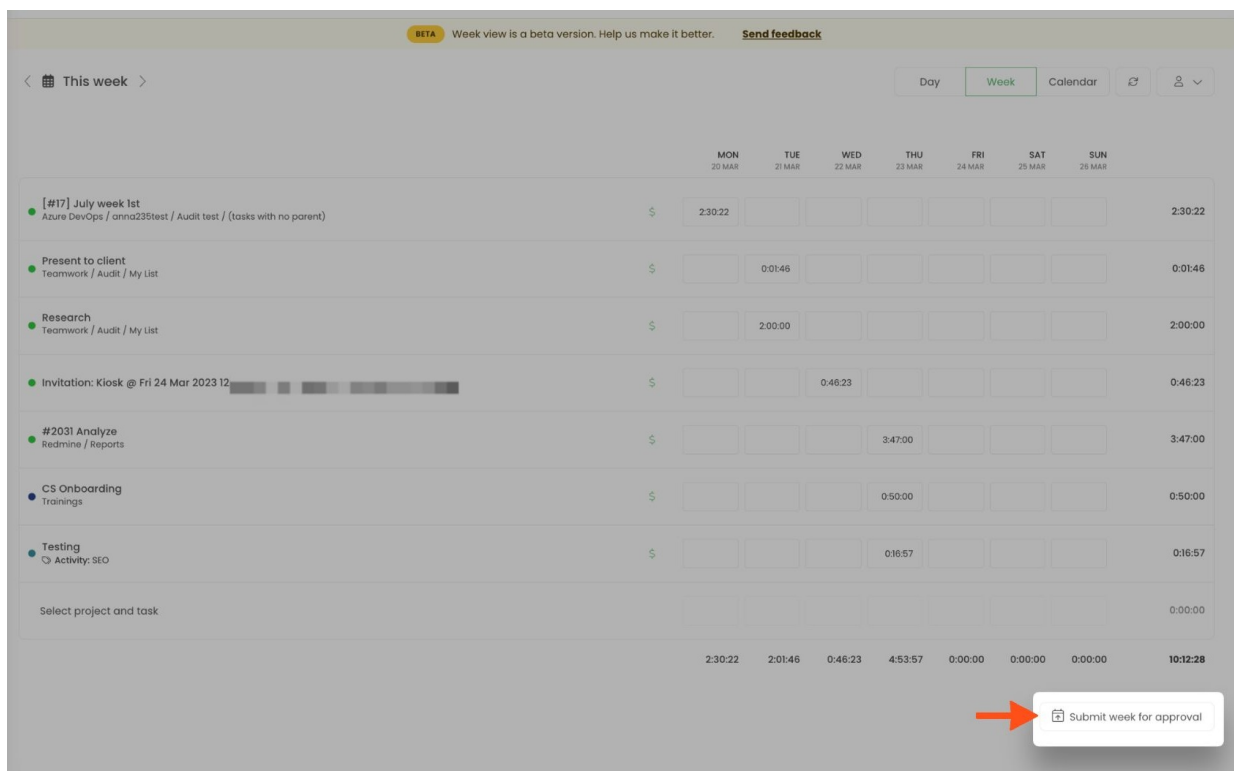 BETA Week view is a beta version. Help us make it better. Send feedback
This week
Day Week Calendar
MON TUE WED THU FRI SAT SUN
20 MAR 21 MAR 22 MAR 23 MAR 24 MAR 25 MAR 26 MAR
[#17] July week 1st
Azure DevOps / anna235test / Audit test / (tasks with no parent)
$ 2:30:22 2:30:22
Present to client
Teamwork / Audit / My List
$ 0:01:46 0:01:46
Research
Teamwork / Audit / My List
$ 2:00:00 2:00:00
Invitation: Kiosk @ Fri 24 Mar 2023 12
$ 0:46:23 0:46:23
#2031 Analyze
Redmine / Reports
$ 3:47:00 3:47:00
CS Onboarding
Trainings
$ 0:50:00 0:50:00
Testing
Activity: SEO
$ 0:16:57 0:16:57
Select project and task 0:00:00
2:30:22 2:01:46 0:46:23 4:53:57 0:00:00 0:00:00 0:00:00 10:12:28
Submit week for approval